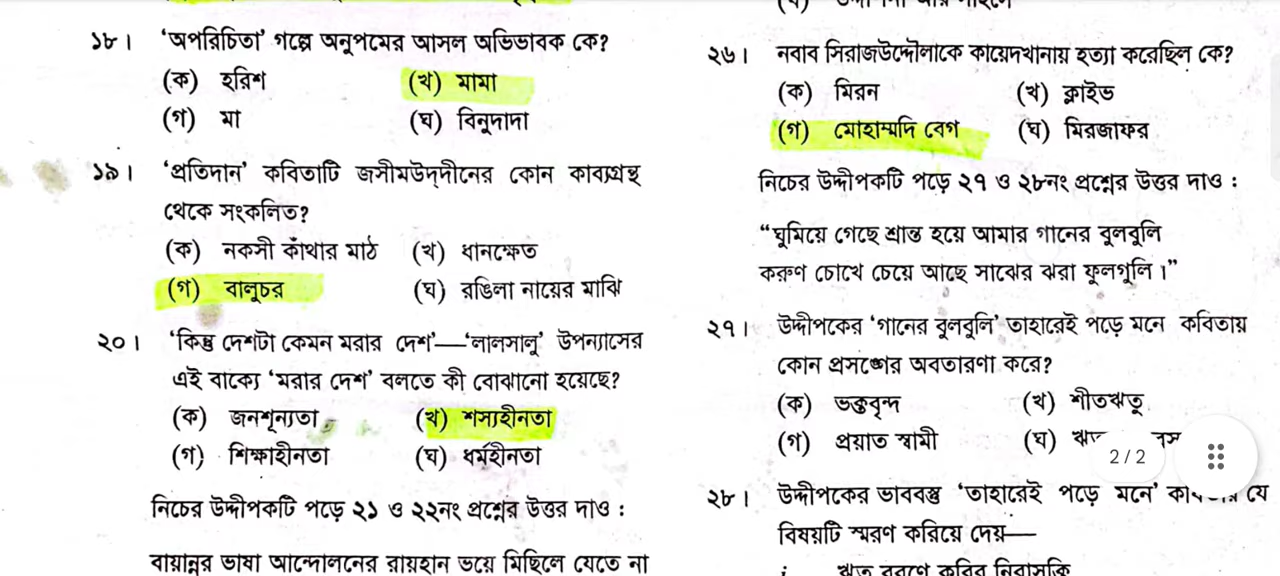 ১৮। ‘অপরিচিতা’ গল্পে অনুপমের আসল অভিভাবক কে?
(ক) হরিশ (খ) মামা
(গ) মা (ঘ) বিনুদাদা
১৯। ‘প্রতিদান’ কবিতাটি জসীমউদ্‌দীনের কোন কাব্যগ্রন্থ
থেকে সংকলিত?
(ক) নকসী কাঁথার মাঠ (খ) ধানক্ষেত
(গ) বালুচর (ঘ) রঙিলা নায়ের মাঝি
২০। ‘কিন্তু দেশটা কেমন মরার দেশ’—‘লালসালু’ উপন্যাসের
এই বাক্যে ‘মরার দেশ’ বলতে কী বোঝানো হয়েছে?
(ক) জনশূন্যতা (খ) শস্যহীনতা
(গ) শিক্ষাহীনতা (ঘ) ধর্মহীনতা
নিচের উদ্দীপকটি পড়ে ২১ ও ২২নং প্রশ্নের উত্তর দাও :
বায়ান্নর ভাষা আন্দোলনের রায়হান ভয়ে মিছিলে যেতে না
২৬। নবাব সিরাজউদ্দৌলাকে কায়েদখানায় হত্যা করেছিল কে?
(ক) মিরন (খ) ক্লাইভ
(গ) মোহাম্মদি বেগ (ঘ) মিরজাফর
নিচের উদ্দীপকটি পড়ে ২৭ ও ২৮নং প্রশ্নের উত্তর দাও :
“ঘুমিয়ে গেছে শ্রান্ত হয়ে আমার গানের বুলবুলি
করুণ চোখে চেয়ে আছে সাঝের ঝরা ফুলগুলি।”
২৭। উদ্দীপকের ‘গানের বুলবুলি’ তাহারেই পড়ে মনে কবিতায়
কোন প্রসঙ্গের অবতারণা করে?
(ক) ভক্তবৃন্দ (খ) শীতঋতু
(গ) প্রয়াত স্বামী (ঘ)
2/2
২৮। উদ্দীপকের ভাববস্তু ‘তাহারেই পড়ে মনে’ যে
বিষয়টি স্মরণ করিয়ে দেয়—
i. ঋতু বরণে কবির নিরাসক্তি